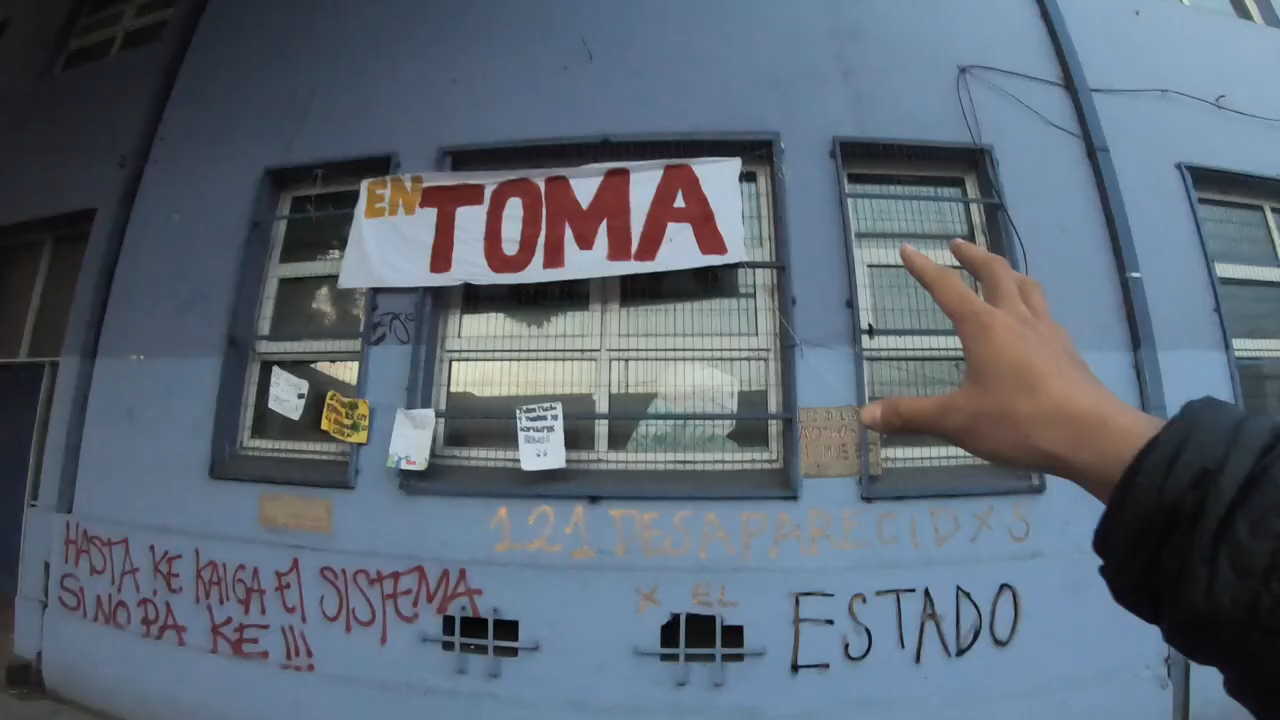 EN TOMA
121 DESAPARECIDXS
X EL ESTADO
HASTA KE KAIGA El SISTEMA
SI NO PA KE !!!